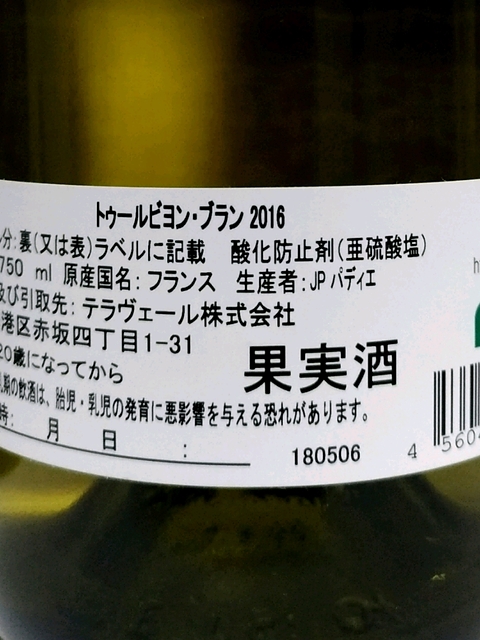 トゥールビヨン・ブラン 2016
分:裏(又は表)ラベルに記載 酸化防止剤(亜硫酸塩)
750 ml 原産国名:フランス 生産者:JPパディエ
及び引取先:テラヴェール株式会社
港区赤坂四丁目1-31
20歳になってから
果実酒
期の飲酒は、胎児・乳児の発育に悪影響を与える恐れがあります。
時: 月 日 :
180506
4 560